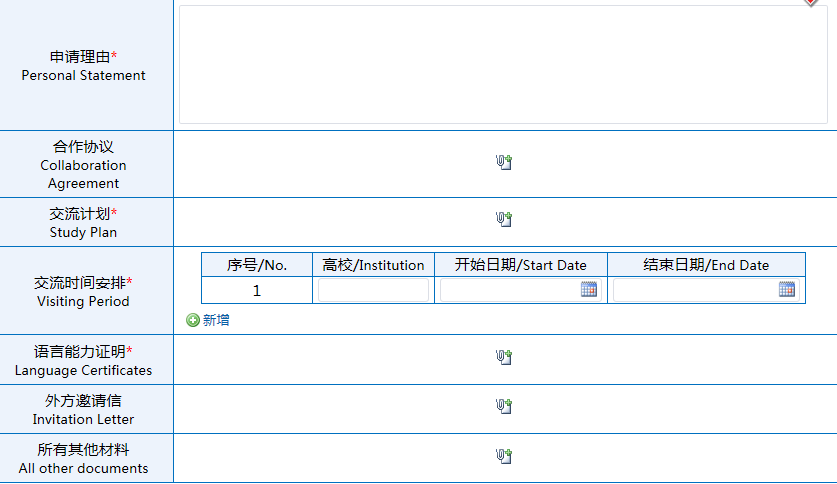 申请理由*
Personal Statement
合作协议
Collaboration
Agreement
交流计划*
Study Plan
序号/No. 高校/Institution 开始日期/Start Date 结束日期/End Date
交流时间安排*
Visiting Period
1
新增
语言能力证明*
Language Certificates
外方邀请信
Invitation Letter
所有其他材料
All other documents